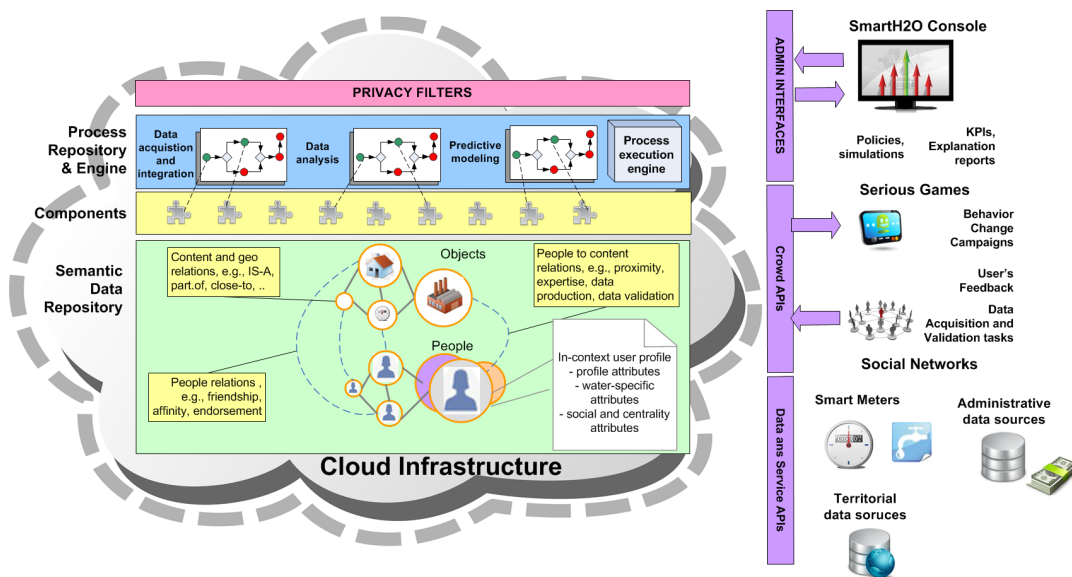 PRIVACY FILTERS
Process
Repository
& Engine
Data
acquistion
and
integration
Data
analysis
Predictive
modeling
Process
execution
engine
Components
Semantic
Data
Repository
Content and geo
relations, e.g., IS-A,
part.of, close-to, ..
Objects
People to content
relations, e.g., proximity,
expertise, data
production, data validation
People
People relations ,
e.g., friendship,
affinity, endorsement
In-context user profile
- profile attributes
- water-specific
attributes
- social and centrality
attributes
Cloud Infrastructure
ADMIN INTERFACES
SmartH2O Console
Policies,
simulations
KPIs,
Explanation
reports
Crowd APIs
Serious Games
Behavior
Change
Campaigns
User's
Feedback
Data
Acquisition and
Validation tasks
Social Networks
Data ans Service APIs
Smart Meters
Administrative
data sources
Territorial
data soruces